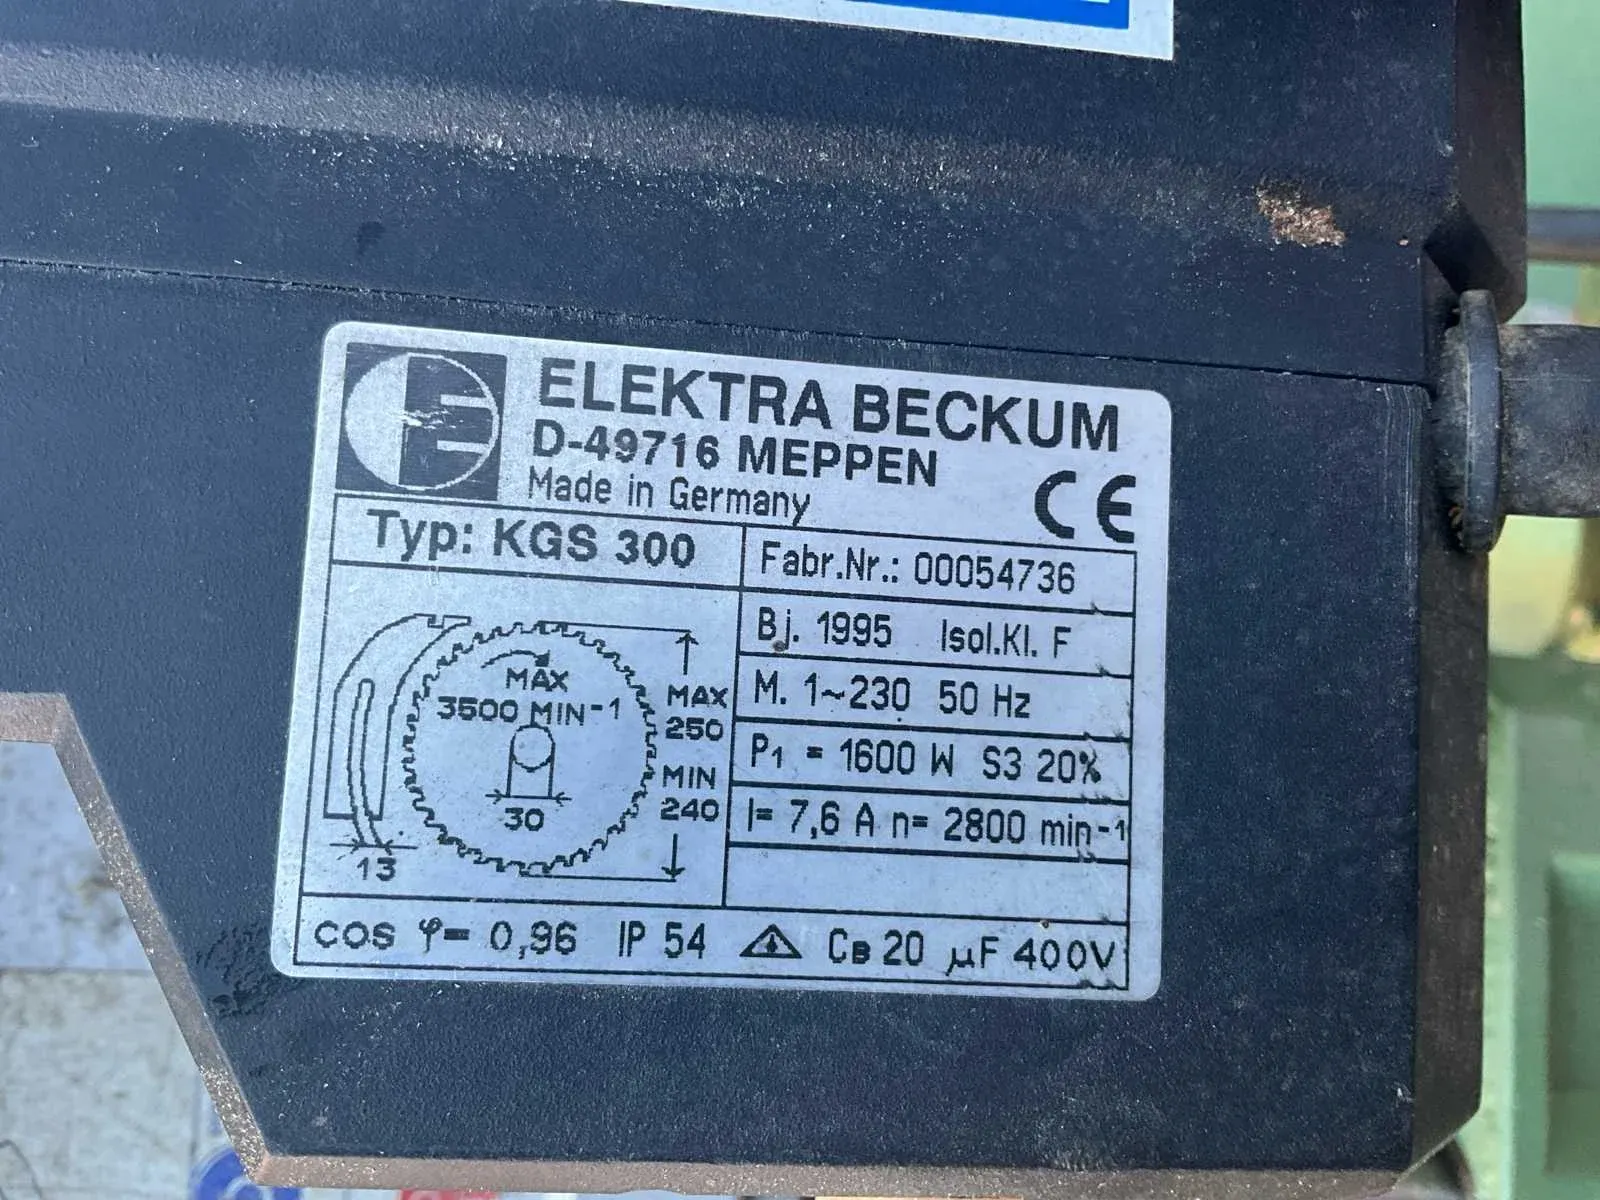 ELEKTRA BECKUM
D-49716 MEPPEN
Made in Germany
CE
Typ: KGS 300
Fabr.Nr.: 00054736
Bj. 1995 Isol.Kl. F
M. 1~230 50 Hz
P1 = 1600 W S3 20%
I= 7,6 A n= 2800 min-1
MAX
3500 MIN-1
30
13
MAX
250
MIN
240
COS φ= 0,96 IP 54 CB 20 µF 400V